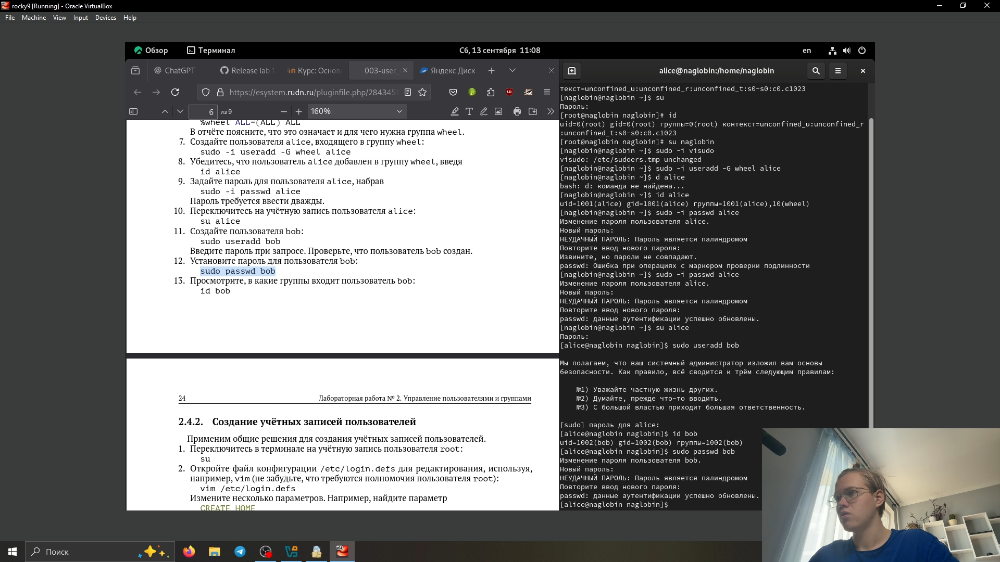 rocky9 [Running] - Oracle VirtualBox
File Machine View Input Devices Help
Обзор Терминал Сб, 13 сентября 11:08 en
ChatGPT Release lab 1 Курс: Основ 003-user_ Яндекс Диск
https://esystem.rudn.ru/pluginfile.php/2843451
6 из 9 160%
%wheel ALL=(ALL) ALL
В отчёте поясните, что это означает и для чего нужна группа wheel.
7. Создайте пользователя alice, входящего в группу wheel:
sudo -i useradd -G wheel alice
8. Убедитесь, что пользователь alice добавлен в группу wheel, введя
id alice
9. Задайте пароль для пользователя alice, набрав
sudo -i passwd alice
Пароль требуется ввести дважды.
10. Переключитесь на учётную запись пользователя alice:
su alice
11. Создайте пользователя bob:
sudo useradd bob
Введите пароль при запросе. Проверьте, что пользователь bob создан.
12. Установите пароль для пользователя bob:
sudo passwd bob
13. Просмотрите, в какие группы входит пользователь bob:
id bob
24 Лабораторная работа № 2. Управление пользователями и группами
2.4.2. Создание учётных записей пользователей
Применим общие решения для создания учётных записей пользователей.
1. Переключитесь в терминале на учётную запись пользователя root:
su
2. Откройте файл конфигурации /etc/login.defs для редактирования, используя,
например, vim (не забудьте, что требуются полномочия пользователя root):
vim /etc/login.defs
Измените несколько параметров. Например, найдите параметр
CREATE_HOME
alice@naglobin:/home/naglobin
текст=unconfined_u:unconfined_r:unconfined_t:s0-s0:c0.c1023
[naglobin@naglobin ~]$ su
Пароль:
[root@naglobin naglobin]# id
uid=0(root) gid=0(root) группы=0(root) контекст=unconfined_u:unconfined_r
:unconfined_t:s0-s0:c0.c1023
[root@naglobin naglobin]# su naglobin
[naglobin@naglobin ~]$ sudo -i visudo
visudo: /etc/sudoers.tmp unchanged
[naglobin@naglobin ~]$ sudo -i useradd -G wheel alice
[naglobin@naglobin ~]$ d alice
bash: d: команда не найдена...
[naglobin@naglobin ~]$ id alice
uid=1001(alice) gid=1001(alice) группы=1001(alice),10(wheel)
[naglobin@naglobin ~]$ sudo -i passwd alice
Изменение пароля пользователя alice.
Новый пароль:
НЕУДАЧНЫЙ ПАРОЛЬ: Пароль является палиндромом
Повторите ввод нового пароля:
Извините, но пароли не совпадают.
passwd: Ошибка при операциях с маркером проверки подлинности
[naglobin@naglobin ~]$ sudo -i passwd alice
Изменение пароля пользователя alice.
Новый пароль:
НЕУДАЧНЫЙ ПАРОЛЬ: Пароль является палиндромом
Повторите ввод нового пароля:
passwd: данные аутентификации успешно обновлены.
[naglobin@naglobin ~]$ su alice
Пароль:
[alice@naglobin naglobin]$ sudo useradd bob
Мы полагаем, что ваш системный администратор изложил вам основы
безопасности. Как правило, всё сводится к трём следующим правилам:
№1) Уважайте частную жизнь других.
№2) Думайте, прежде что-то вводить.
№3) С большой властью приходит большая ответственность.
[sudo] пароль для alice:
[alice@naglobin naglobin]$ id bob
uid=1002(bob) gid=1002(bob) группы=1002(bob)
[alice@naglobin naglobin]$ sudo passwd bob
Изменение пароля пользователя bob.
Новый пароль:
НЕУДАЧНЫЙ ПАРОЛЬ: Пароль является палиндромом
Повторите ввод нового пароля:
passwd: данные аутентификации успешно обновлены.
[alice@naglobin naglobin]$
Поиск